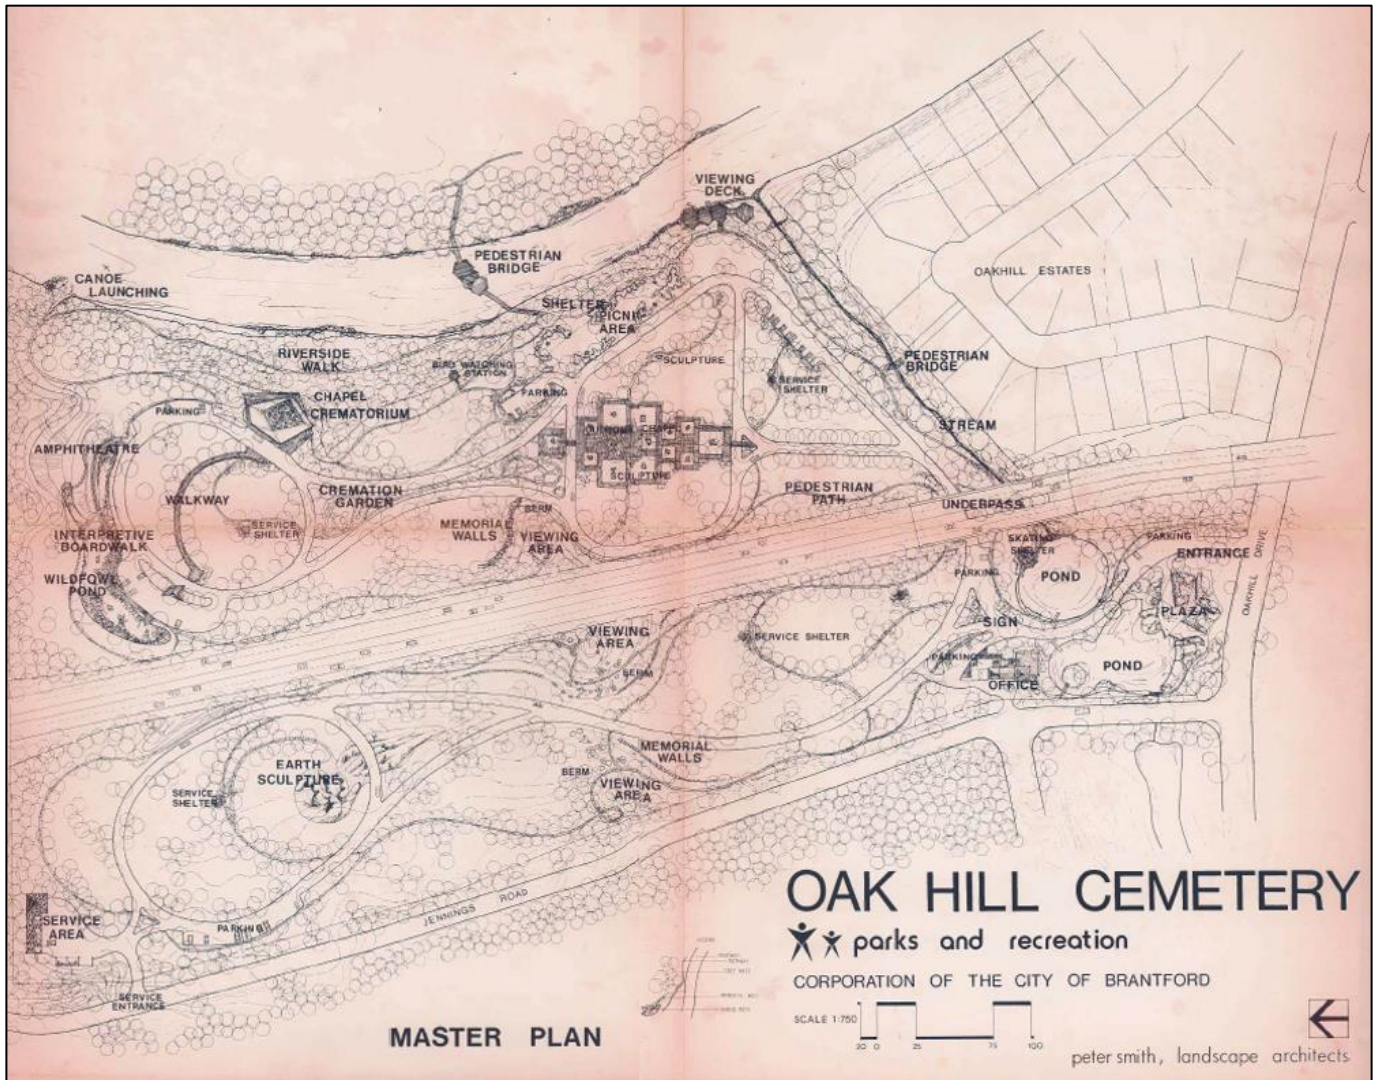 VIEWING
DECK
PEDESTRIAN
BRIDGE
CANOE
LAUNCHING
OAKHILL ESTATES
SHELTER
PICNIC
AREA
RIVERSIDE
WALK
SCULPTURE
PEDESTRIAN
BRIDGE
BIRD WATCHING
STATION
SERVICE
SHELTER
PARKING
CHAPEL
CREMATORIUM
PARKING
STREAM
AMPHITHEATRE
SCULPTURE
CREMATION
GARDEN
PEDESTRIAN
PATH
WALKWAY
UNDERPASS
BERM
SERVICE
SHELTER
MEMORIAL
WALLS
VIEWING
AREA
INTERPRETIVE
BOARDWALK
SKATING
SHELTER
PARKING
ENTRANCE
OAKHILL DRIVE
WILDFOWL
POND
PARKING
POND
PLAZA
SIGN
VIEWING
AREA
SERVICE SHELTER
PARKING
POND
BERM
OFFICE
MEMORIAL
WALLS
EARTH
SCULPTURE
BERM
VIEWING
AREA
SERVICE
SHELTER
JENNINGS ROAD
SERVICE
AREA
PARKING
SERVICE
ENTRANCE
OAK HILL CEMETERY
parks and recreation
CORPORATION OF THE CITY OF BRANTFORD
SCALE 1:750
20 0 25 75 100
MASTER PLAN
peter smith, landscape architects